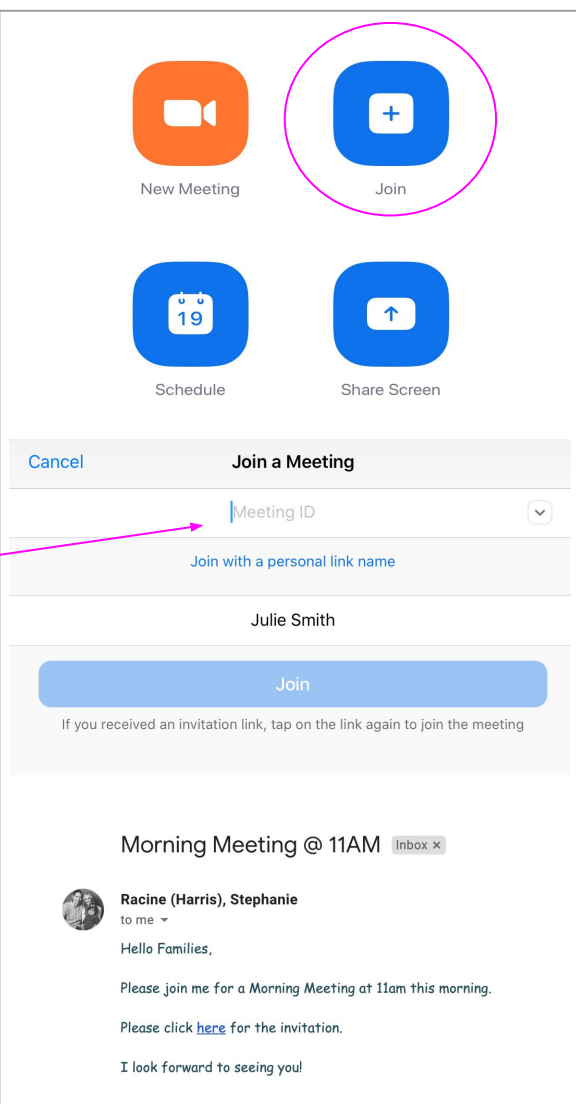 New Meeting Join
19
Schedule Share Screen
Cancel Join a Meeting
Meeting ID
Join with a personal link name
Julie Smith
Join
If you received an invitation link, tap on the link again to join the meeting
Morning Meeting @ 11AM Inbox ×
Racine (Harris), Stephanie
to me
Hello Families,
Please join me for a Morning Meeting at 11am this morning.
Please click here for the invitation.
I look forward to seeing you!